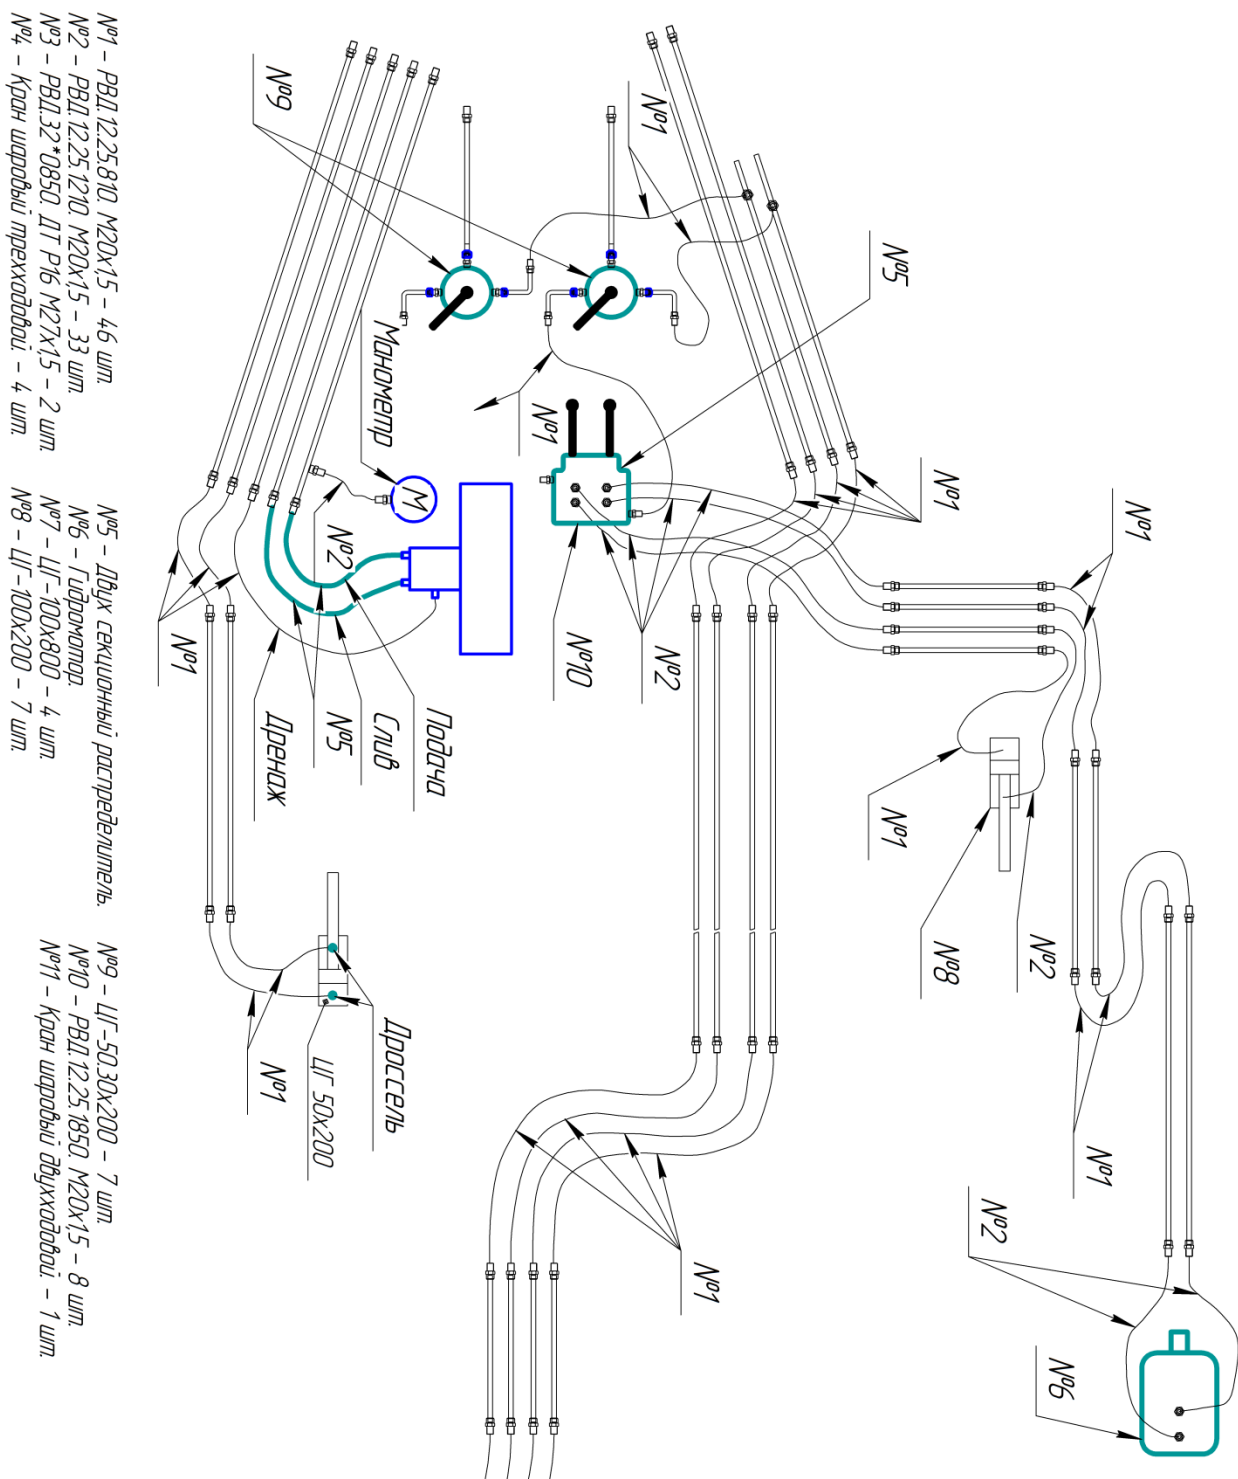 №1
№6
№1
№2
№2
№1
№8
№5
№1
№1
№2
№1
№10
№1
Подача
Дроссель
Слив
М
Манометр
№2
№5
ЦГ 50х200
№9
Дренаж
№1
№1
№1 - РВД.12.25.810. М20х1,5 - 46 шт.
№2 - РВД.12.25.1210. М20х1,5 - 33 шт.
№3 - РВД.32*0850. ДТ Р16 М27х1,5 - 2 шт.
№4 - Кран шаровый трехходовой. - 4 шт.
№5 - Двух секционный распределитель.
№6 - Гидромотор.
№7 - ЦГ-100х800 - 4 шт.
№8 - ЦГ-100х200 - 7 шт.
№9 - ЦГ-50.30х200 - 7 шт.
№10 - РВД.12.25.1850. М20х1,5 - 8 шт.
№11 - Кран шаровый двухходовой. - 1 шт.